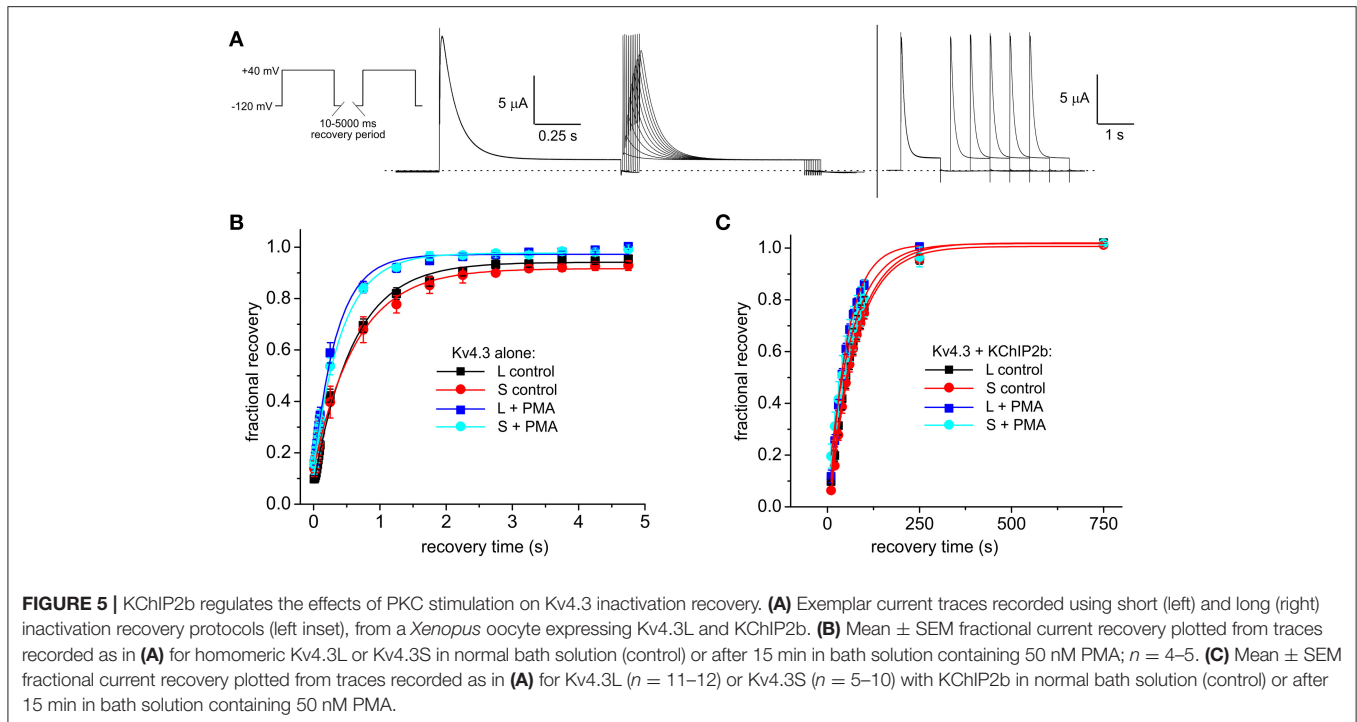 A
+40 mV
-120 mV
10-5000 ms
recovery period
5 µA
0.25 s
5 µA
1 s
B
fractional recovery
1.0
0.8
0.6
0.4
0.2
0.0
Kv4.3 alone:
L control
S control
L + PMA
S + PMA
0 1 2 3 4 5
recovery time (s)
C
fractional recovery
1.0
0.8
0.6
0.4
0.2
0.0
Kv4.3 + KChIP2b:
L control
S control
L + PMA
S + PMA
0 250 500 750
recovery time (s)
FIGURE 5 | KChIP2b regulates the effects of PKC stimulation on Kv4.3 inactivation recovery. (A) Exemplar current traces recorded using short (left) and long (right)
inactivation recovery protocols (left inset), from a Xenopus oocyte expressing Kv4.3L and KChIP2b. (B) Mean ± SEM fractional current recovery plotted from traces
recorded as in (A) for homomeric Kv4.3L or Kv4.3S in normal bath solution (control) or after 15 min in bath solution containing 50 nM PMA; n = 4–5. (C) Mean ± SEM
fractional current recovery plotted from traces recorded as in (A) for Kv4.3L (n = 11–12) or Kv4.3S (n = 5–10) with KChIP2b in normal bath solution (control) or after
15 min in bath solution containing 50 nM PMA.